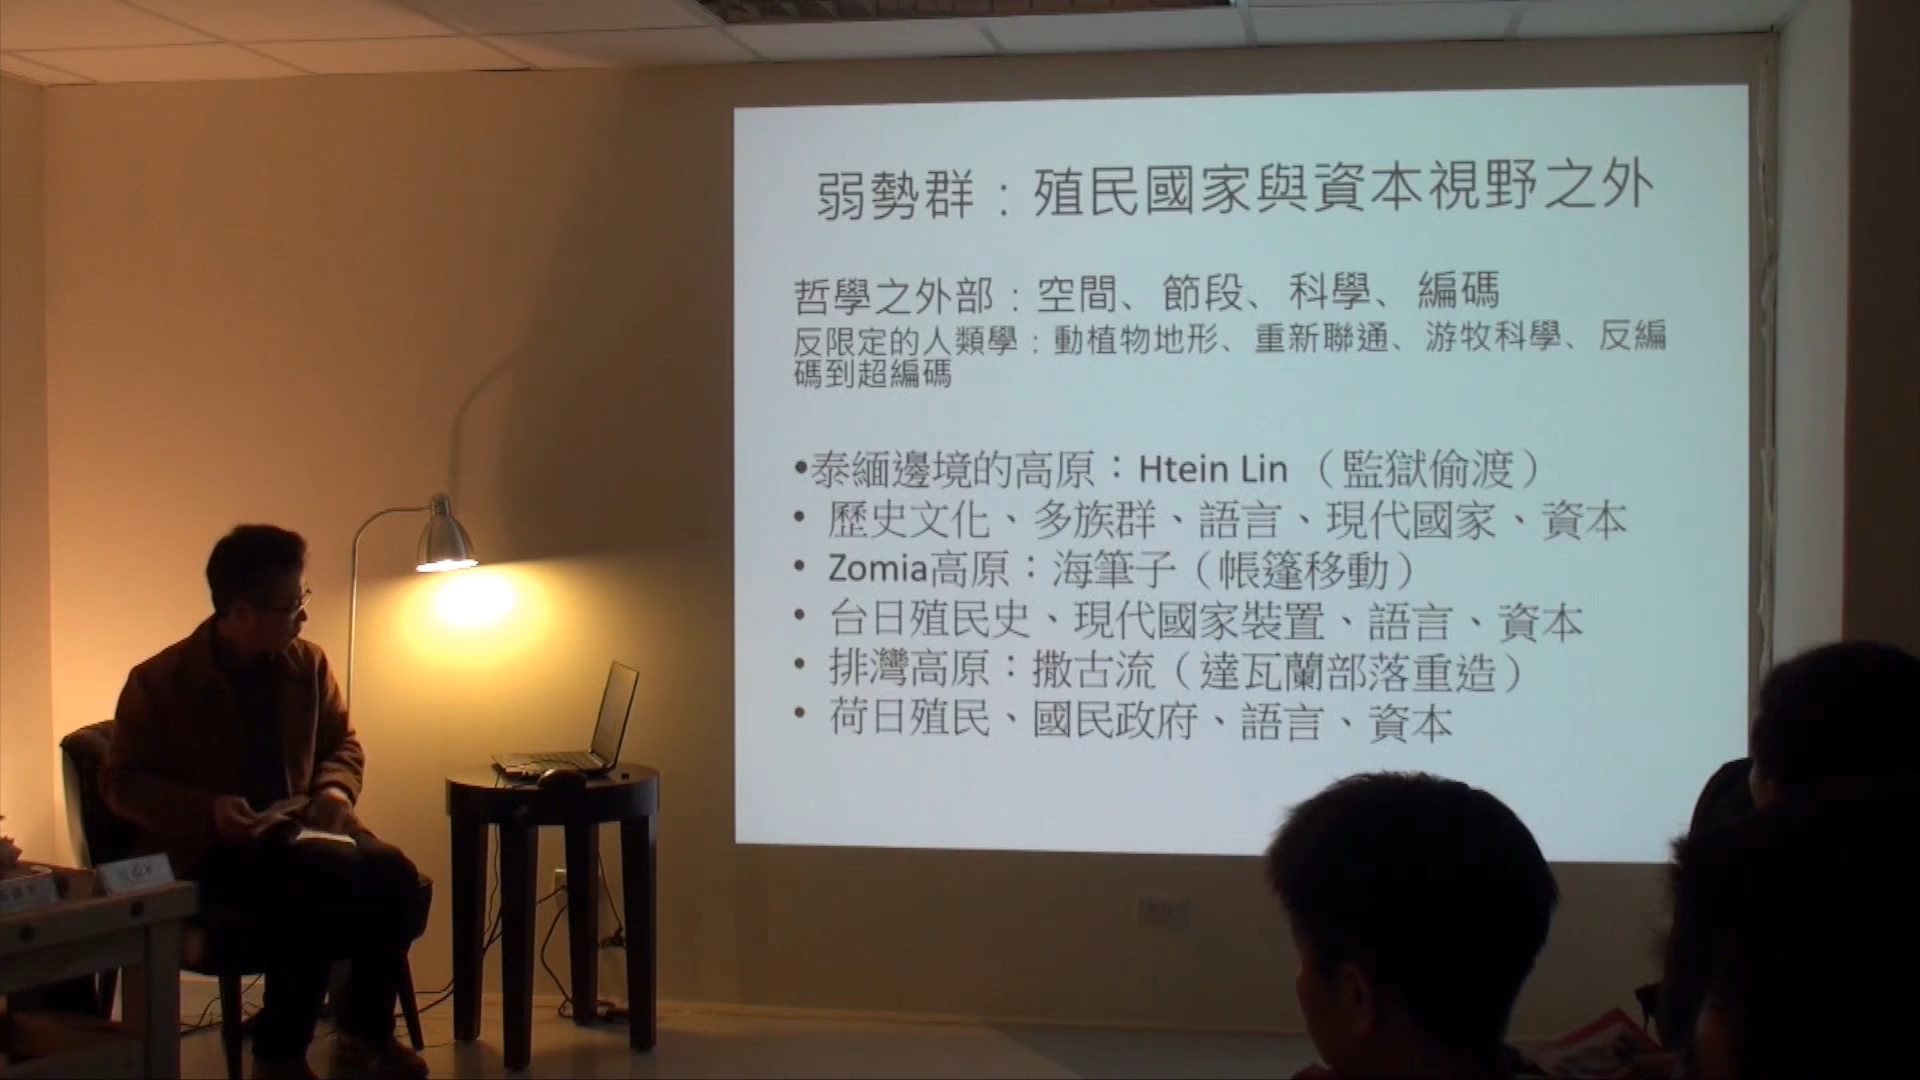 弱勢群：殖民國家與資本視野之外
哲學之外部：空間、節段、科學、編碼
反限定的人類學：動植物地形、重新聯通、游牧科學、反編
碼到超編碼
•泰緬邊境的高原：Htein Lin（監獄偷渡）
• 歷史文化、多族群、語言、現代國家、資本
• Zomia高原：海筆子（帳篷移動）
• 台日殖民史、現代國家裝置、語言、資本
• 排灣高原：撒古流（達瓦蘭部落重造）
• 荷日殖民、國民政府、語言、資本